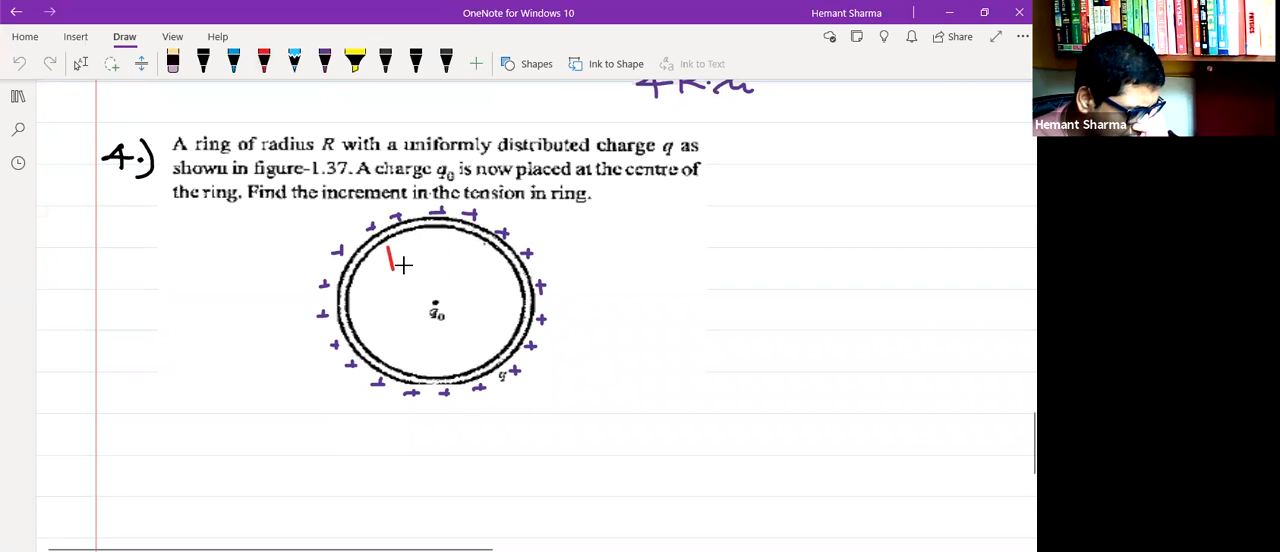 OneNote for Windows 10
Hemant Sharma
Home Insert Draw View Help
Share
Shapes
Ink to Shape
Ink to Text
Hemant Sharma
4.) A ring of radius R with a uniformly distributed charge q as
shown in figure-1.37. A charge q₀ is now placed at the centre of
the ring. Find the increment in the tension in ring.
q₀
q